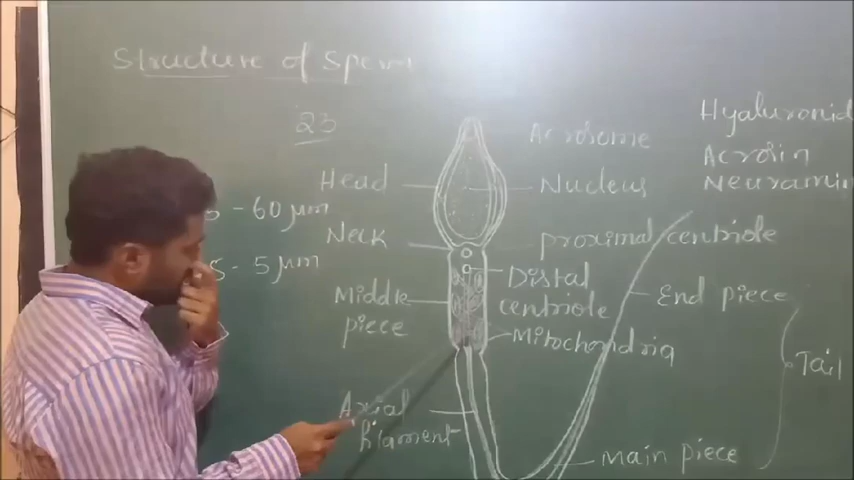 Structure of Sperm
23
Hyaluronid
Acrosin
Neuramin
Acrosome
Head
Nucleus
- 60 μm
Neck
proximal centriole
5 - 5 μm
Distal
centriole
Middle
piece
End piece
Mitochondria
Tail
Axial
filament
Main piece